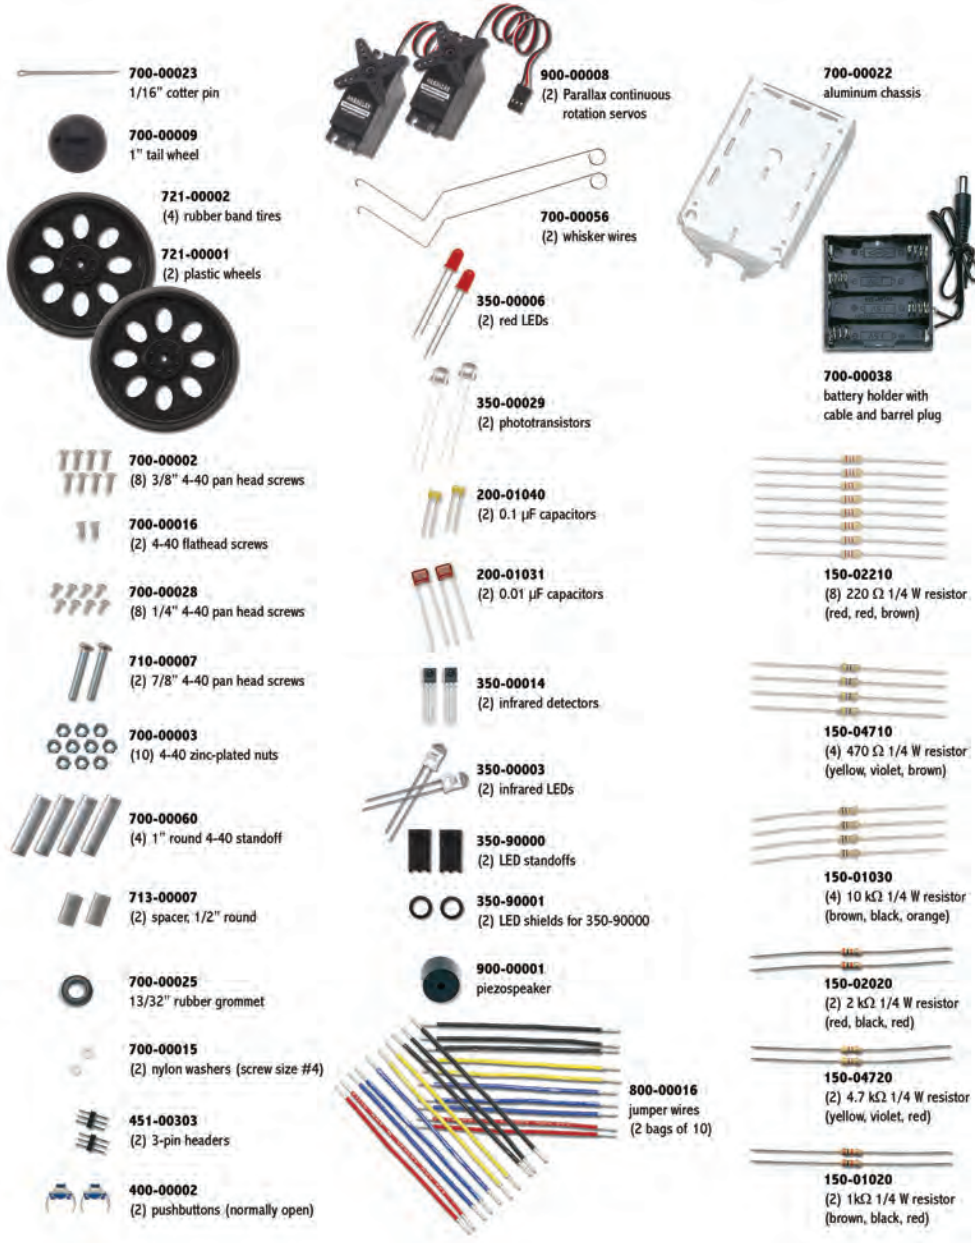 700-00023
1/16" cotter pin
700-00009
1" tail wheel
721-00002
(4) rubber band tires
721-00001
(2) plastic wheels
700-00002
(8) 3/8" 4-40 pan head screws
700-00016
(2) 4-40 flathead screws
700-00028
(8) 1/4" 4-40 pan head screws
710-00007
(2) 7/8" 4-40 pan head screws
700-00003
(10) 4-40 zinc-plated nuts
700-00060
(4) 1" round 4-40 standoff
713-00007
(2) spacer, 1/2" round
700-00025
13/32" rubber grommet
700-00015
(2) nylon washers (screw size #4)
451-00303
(2) 3-pin headers
400-00002
(2) pushbuttons (normally open)
PARALLAX
PARALLAX
900-00008
(2) Parallax continuous
rotation servos
700-00056
(2) whisker wires
350-00006
(2) red LEDs
350-00029
(2) phototransistors
200-01040
(2) 0.1 µF capacitors
200-01031
(2) 0.01 µF capacitors
350-00014
(2) infrared detectors
350-00003
(2) infrared LEDs
350-90000
(2) LED standoffs
350-90001
(2) LED shields for 350-90000
900-00001
piezospeaker
800-00016
jumper wires
(2 bags of 10)
700-00022
aluminum chassis
700-00038
battery holder with
cable and barrel plug
150-02210
(8) 220 Ω 1/4 W resistor
(red, red, brown)
150-04710
(4) 470 Ω 1/4 W resistor
(yellow, violet, brown)
150-01030
(4) 10 kΩ 1/4 W resistor
(brown, black, orange)
150-02020
(2) 2 kΩ 1/4 W resistor
(red, black, red)
150-04720
(2) 4.7 kΩ 1/4 W resistor
(yellow, violet, red)
150-01020
(2) 1kΩ 1/4 W resistor
(brown, black, red)